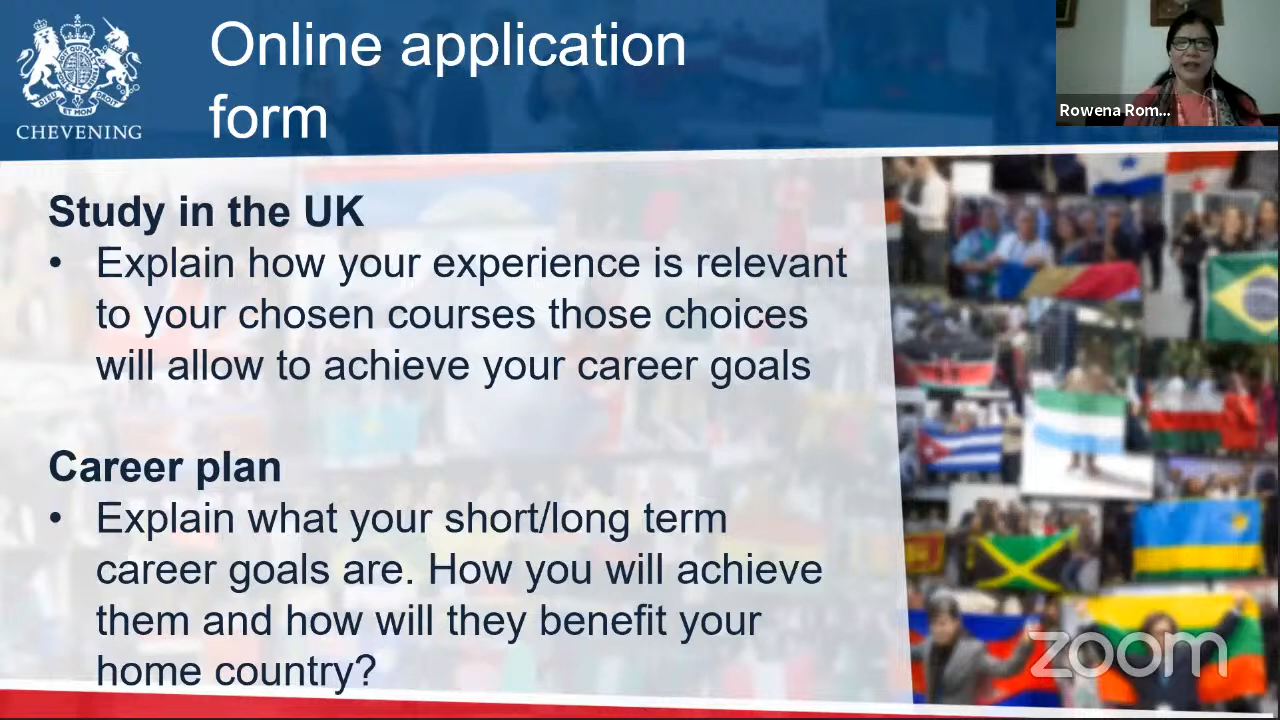 CHEVENING
Online application
form
Rowena Rom...
Study in the UK
• Explain how your experience is relevant
to your chosen courses those choices
will allow to achieve your career goals
Career plan
• Explain what your short/long term
career goals are. How you will achieve
them and how will they benefit your
home country?
zoom